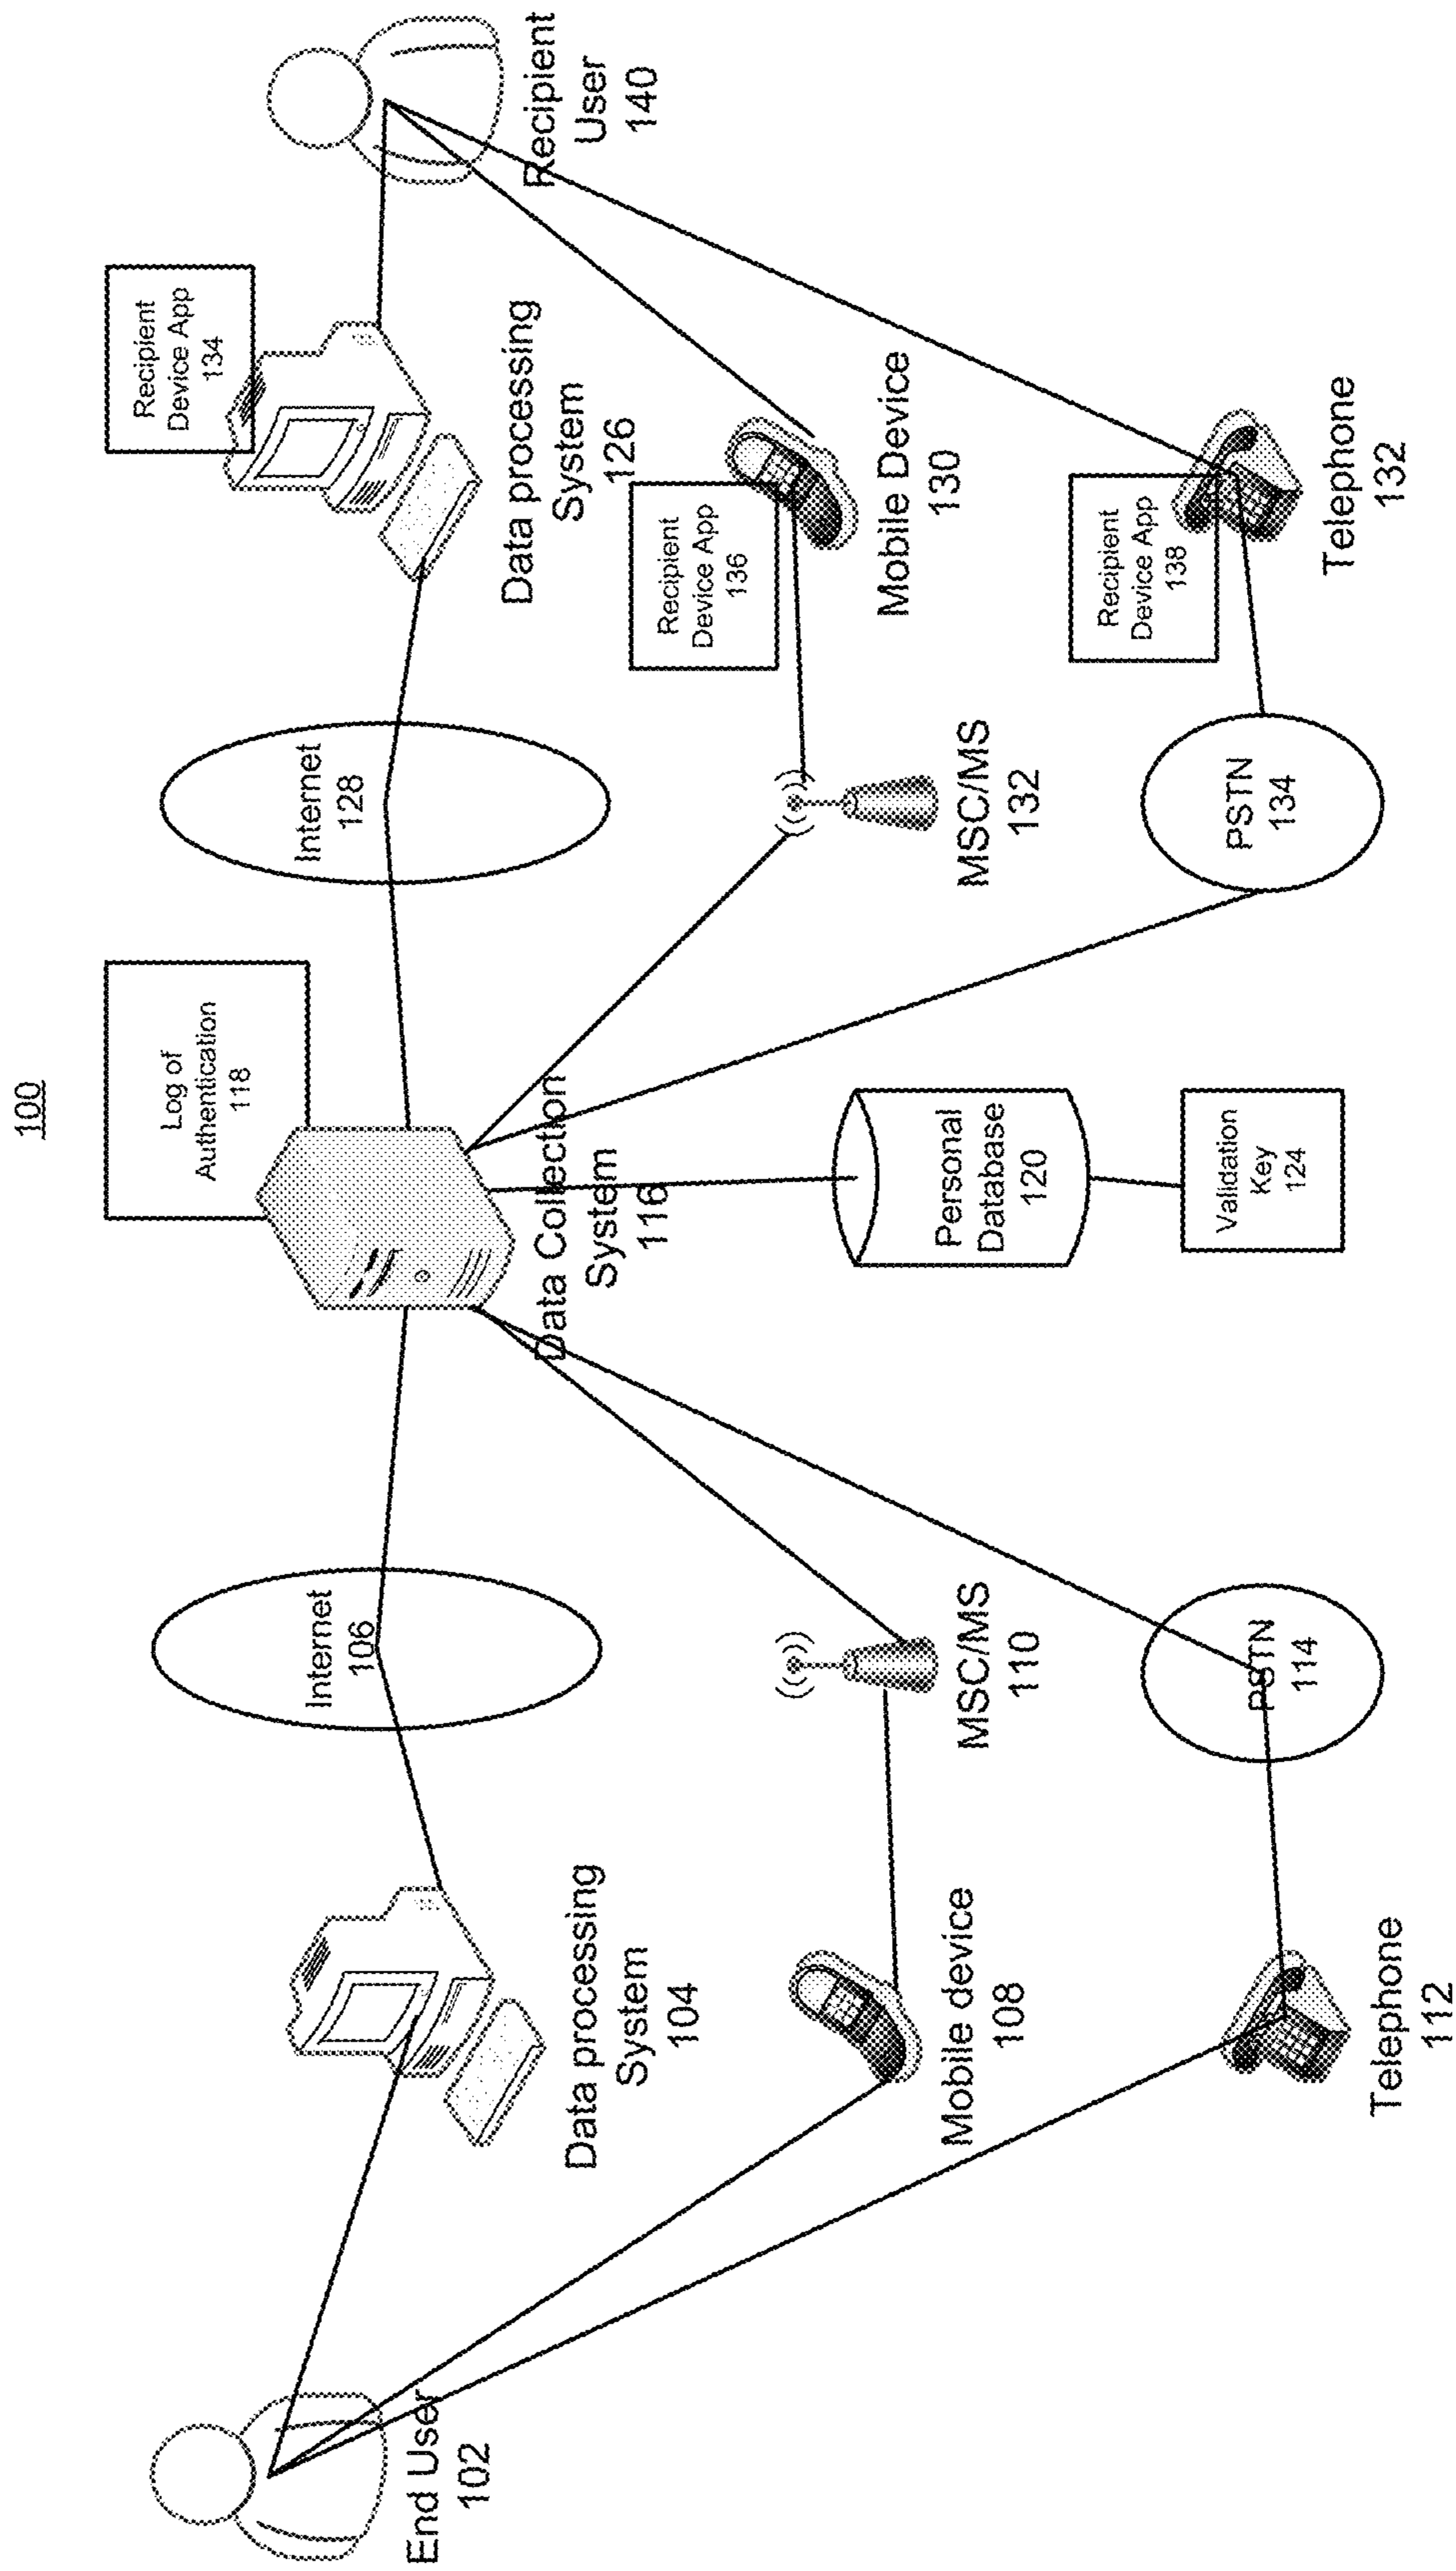 100
Log of
Authentication
118
Recipient
Device App
134
Internet
106
Internet
128
End User
102
Data processing
System
104
Data Collection
System
116
Data processing
System
126
Recipient
User
140
Recipient
Device App
136
Mobile device
108
MSC/MS
110
Personal
Database
120
MSC/MS
132
Mobile Device
130
Recipient
Device App
138
Telephone
112
PSTN
114
Validation
Key
124
PSTN
134
Telephone
132